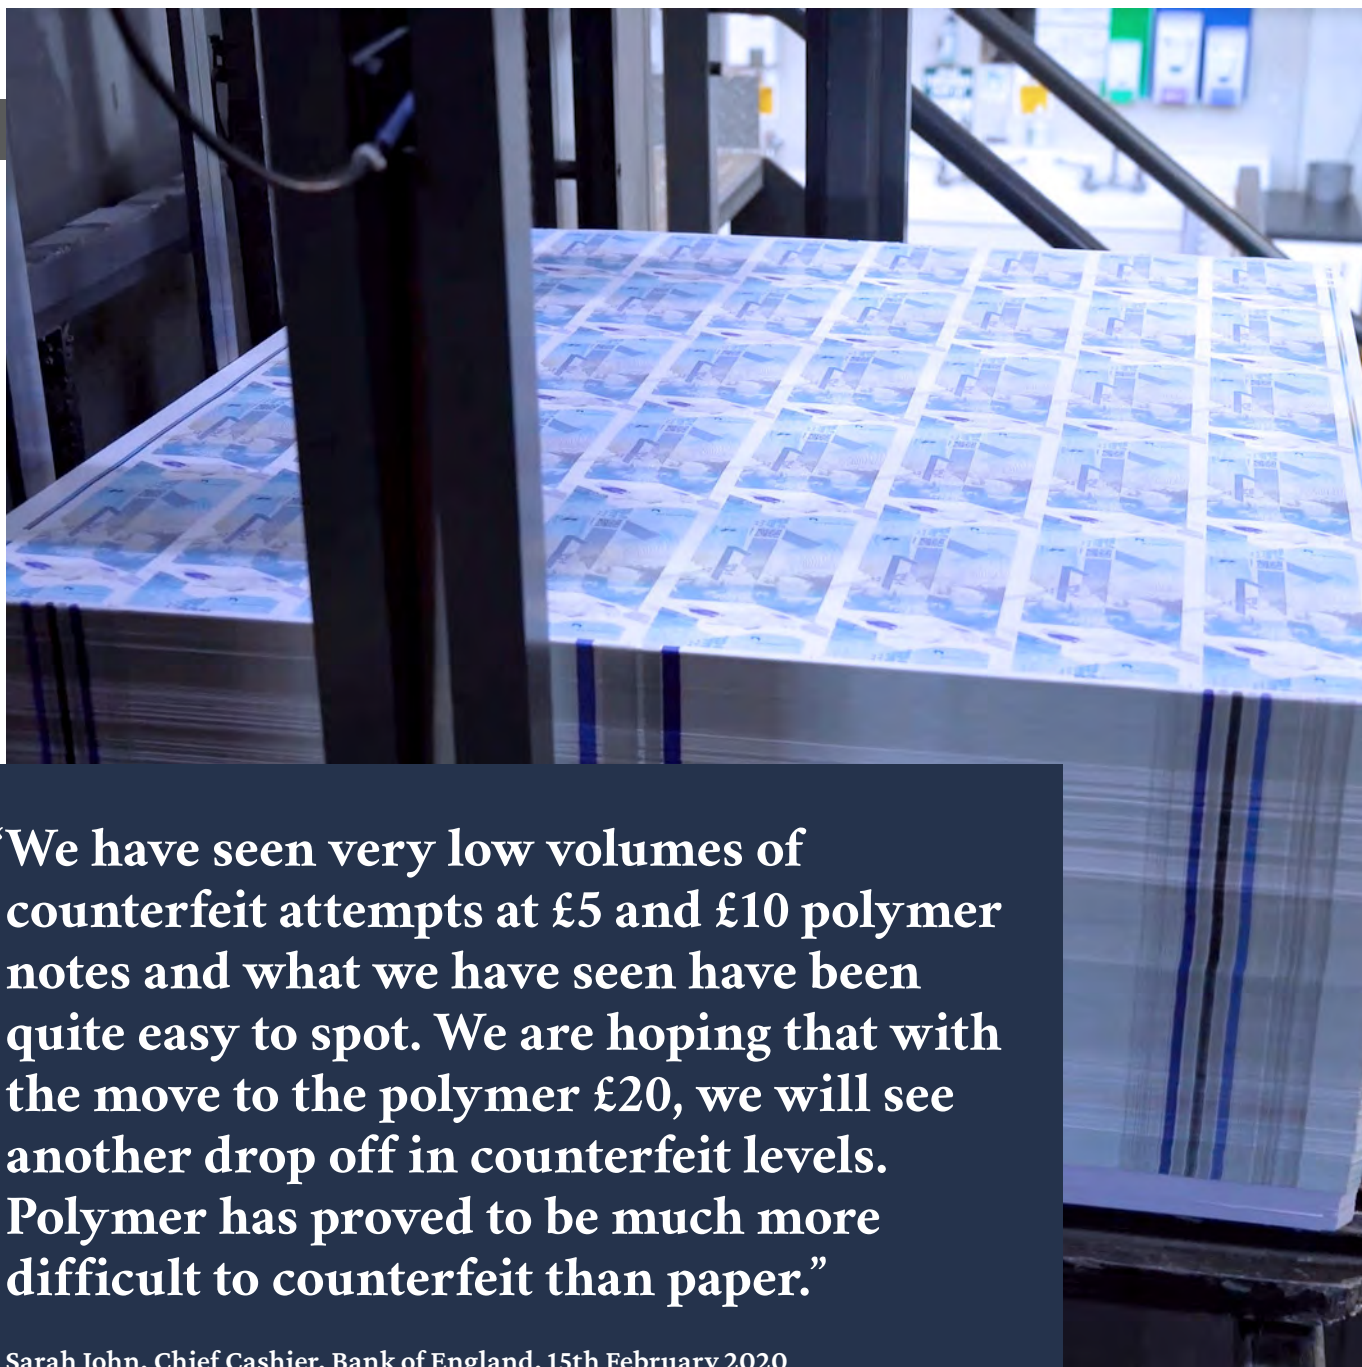 “We have seen very low volumes of
counterfeit attempts at £5 and £10 polymer
notes and what we have seen have been
quite easy to spot. We are hoping that with
the move to the polymer £20, we will see
another drop off in counterfeit levels.
Polymer has proved to be much more
difficult to counterfeit than paper.”
Sarah John, Chief Cashier, Bank of England, 15th February 2020